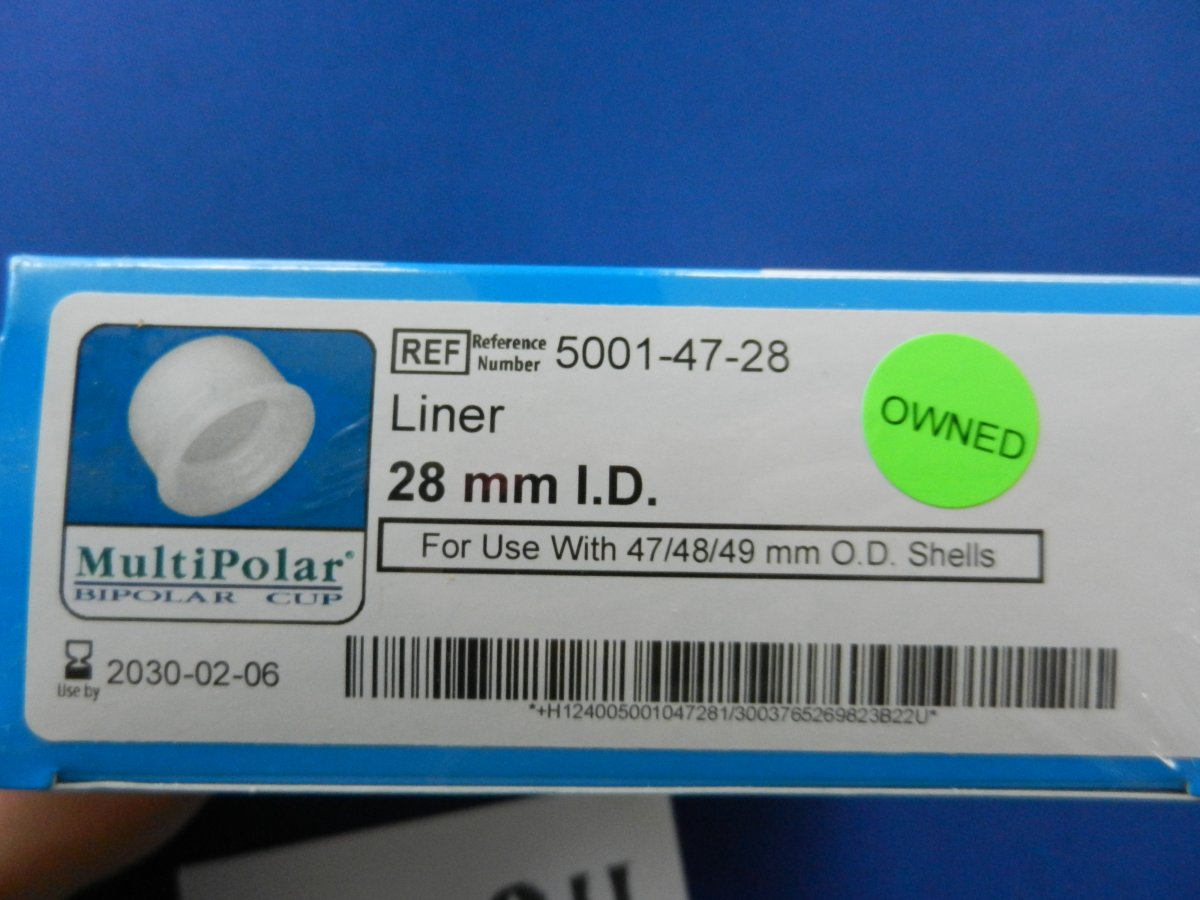 REF Reference Number 5001-47-28
Liner
28 mm I.D.
For Use With 47/48/49 mm O.D. Shells
OWNED
MultiPolar®
BIPOLAR CUP
Use by 2030-02-06
*+H124005001047281/3003765269823B22U*